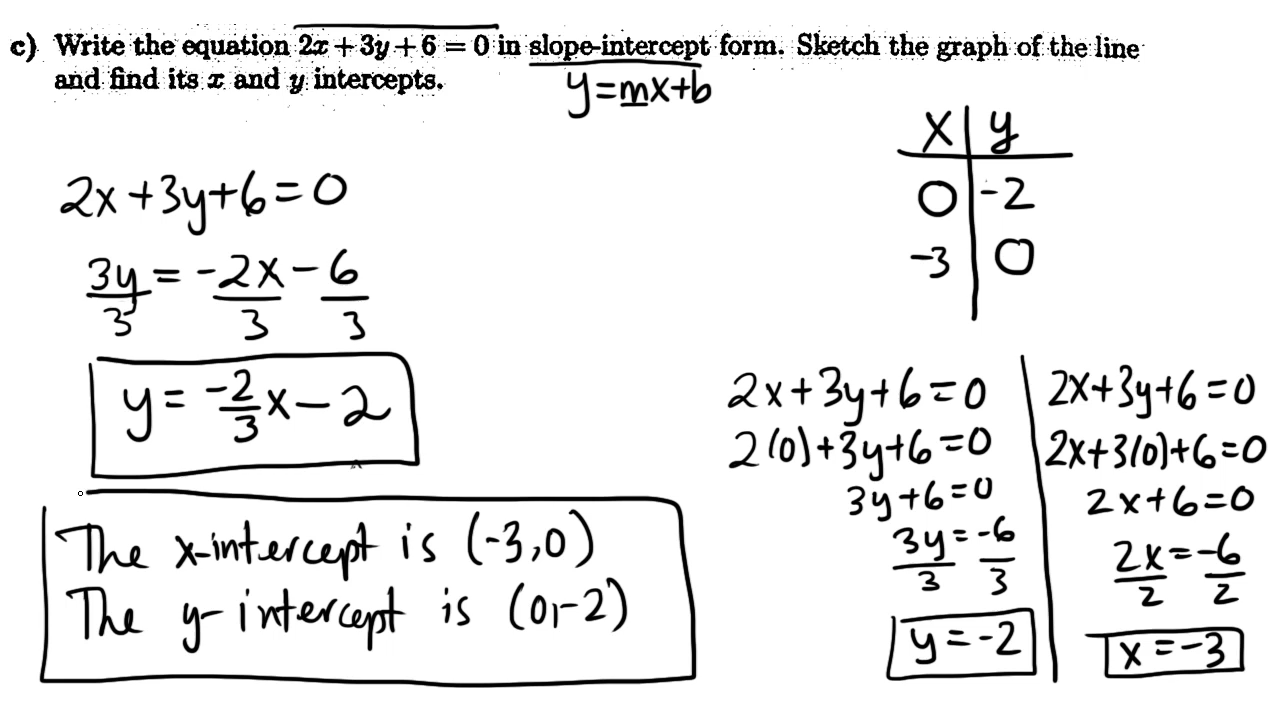 c) Write the equation 2x + 3y + 6 = 0 in slope-intercept form. Sketch the graph of the line
and find its x and y intercepts.
y=mx+b
2x+3y+6=0
3y/3 = -2x/3 - 6/3
y = -2/3 x - 2
The x-intercept is (-3,0)
The y-intercept is (0,-2)
x | y
0 | -2
-3 | 0
2x+3y+6=0
2(0)+3y+6=0
3y+6=0
3y/3 = -6/3
y=-2
2x+3y+6=0
2x+3(0)+6=0
2x+6=0
2x/2 = -6/2
x=-3